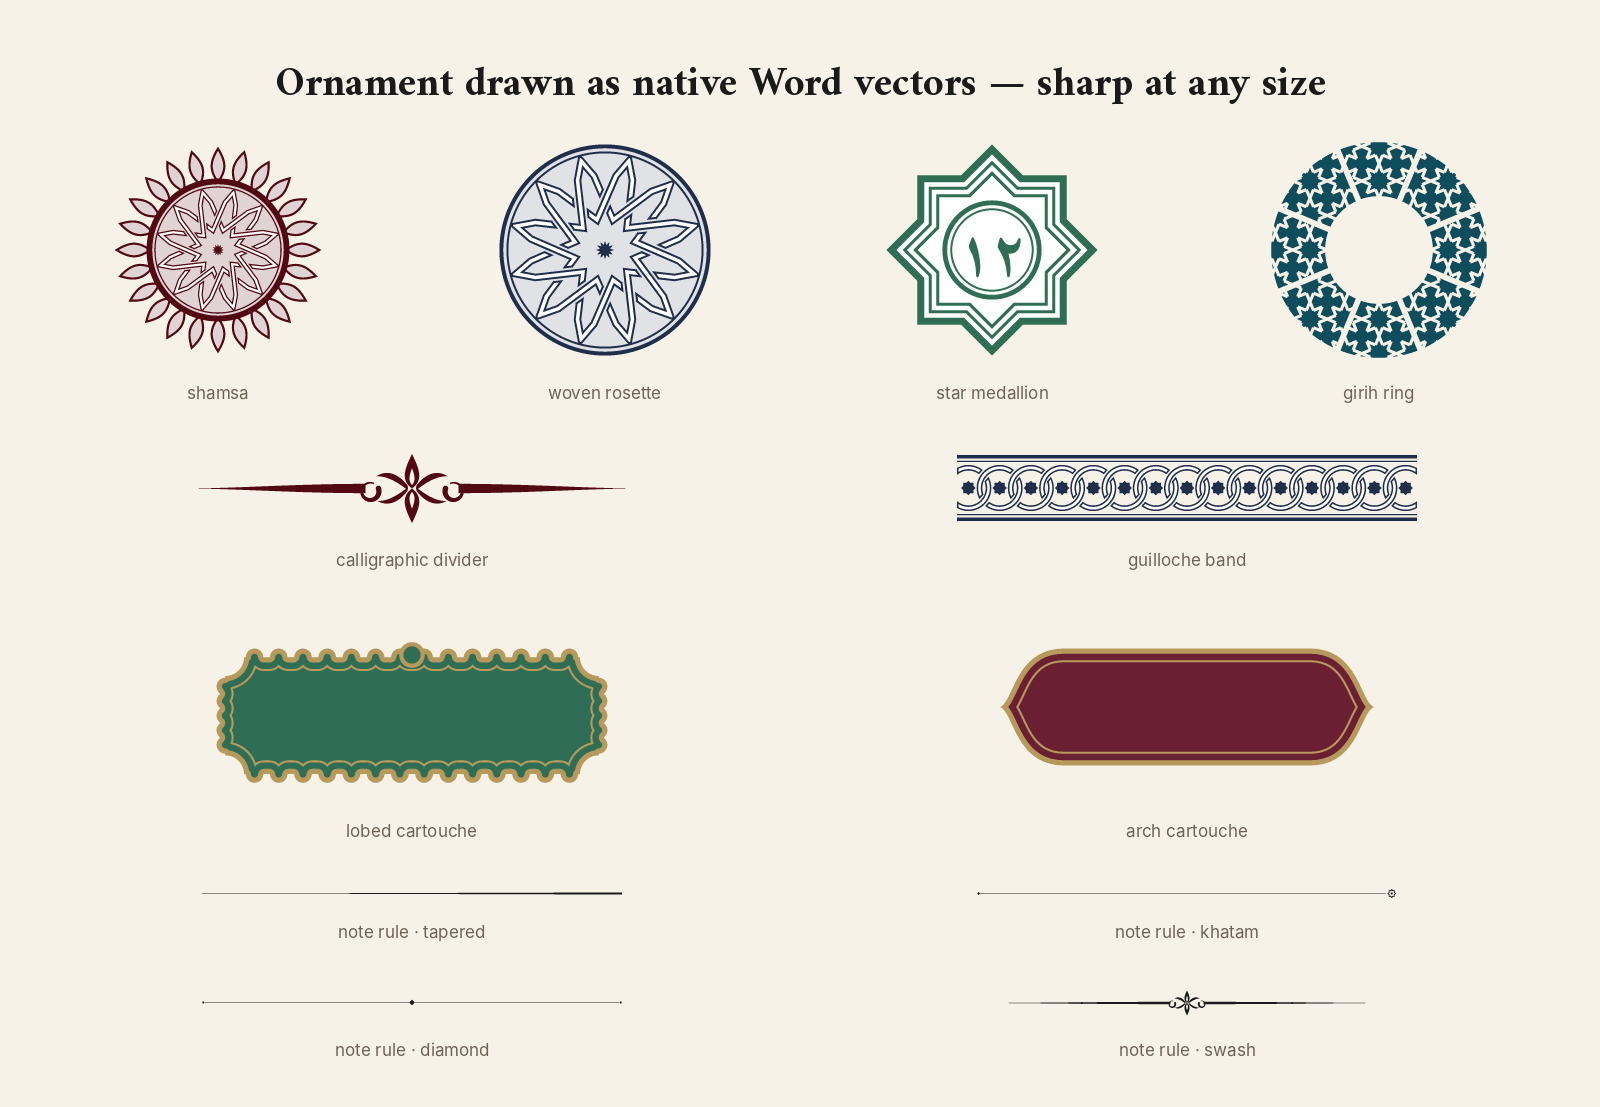 Ornament drawn as native Word vectors — sharp at any size
١٢
shamsa
woven rosette
star medallion
girih ring
calligraphic divider
guilloche band
lobed cartouche
arch cartouche
note rule · tapered
note rule · khatam
note rule · diamond
note rule · swash